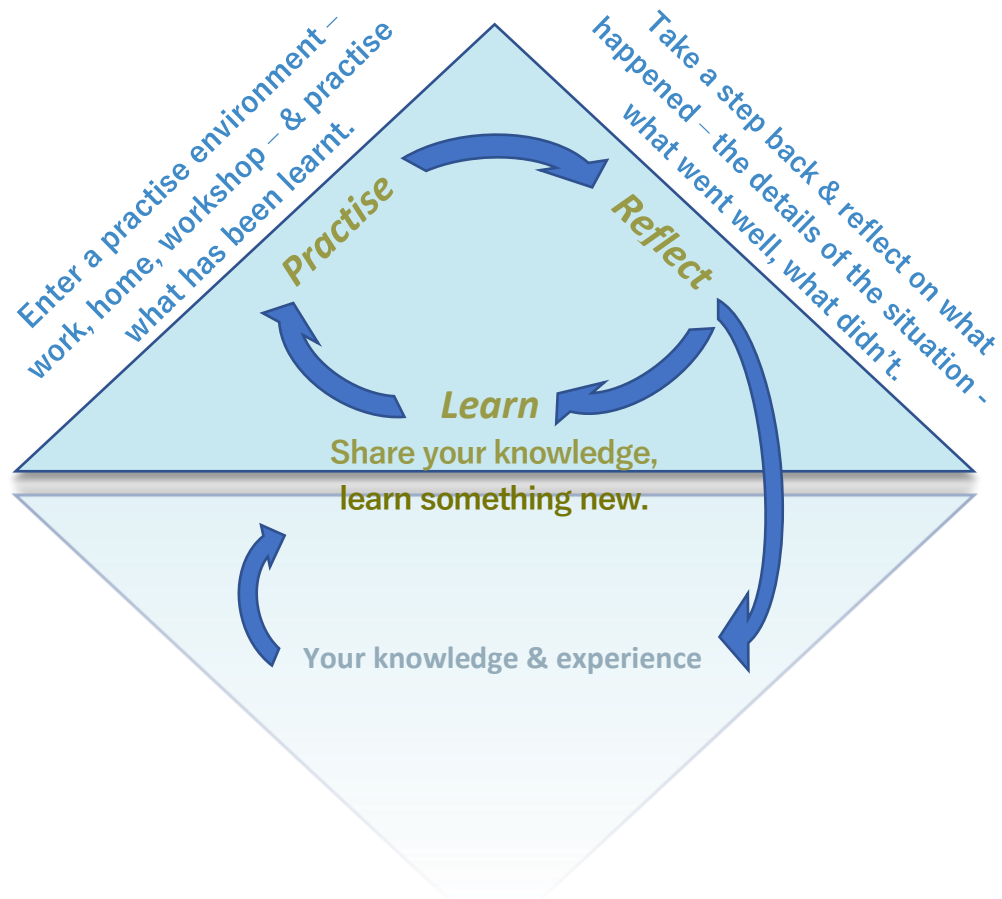 Enter a practise environment –
work, home, workshop – & practise
what has been learnt.
Take a step back & reflect on what
happened – the details of the situation -
what went well, what didn't.
Practise
Reflect
Learn
Share your knowledge,
learn something new.
Your knowledge & experience